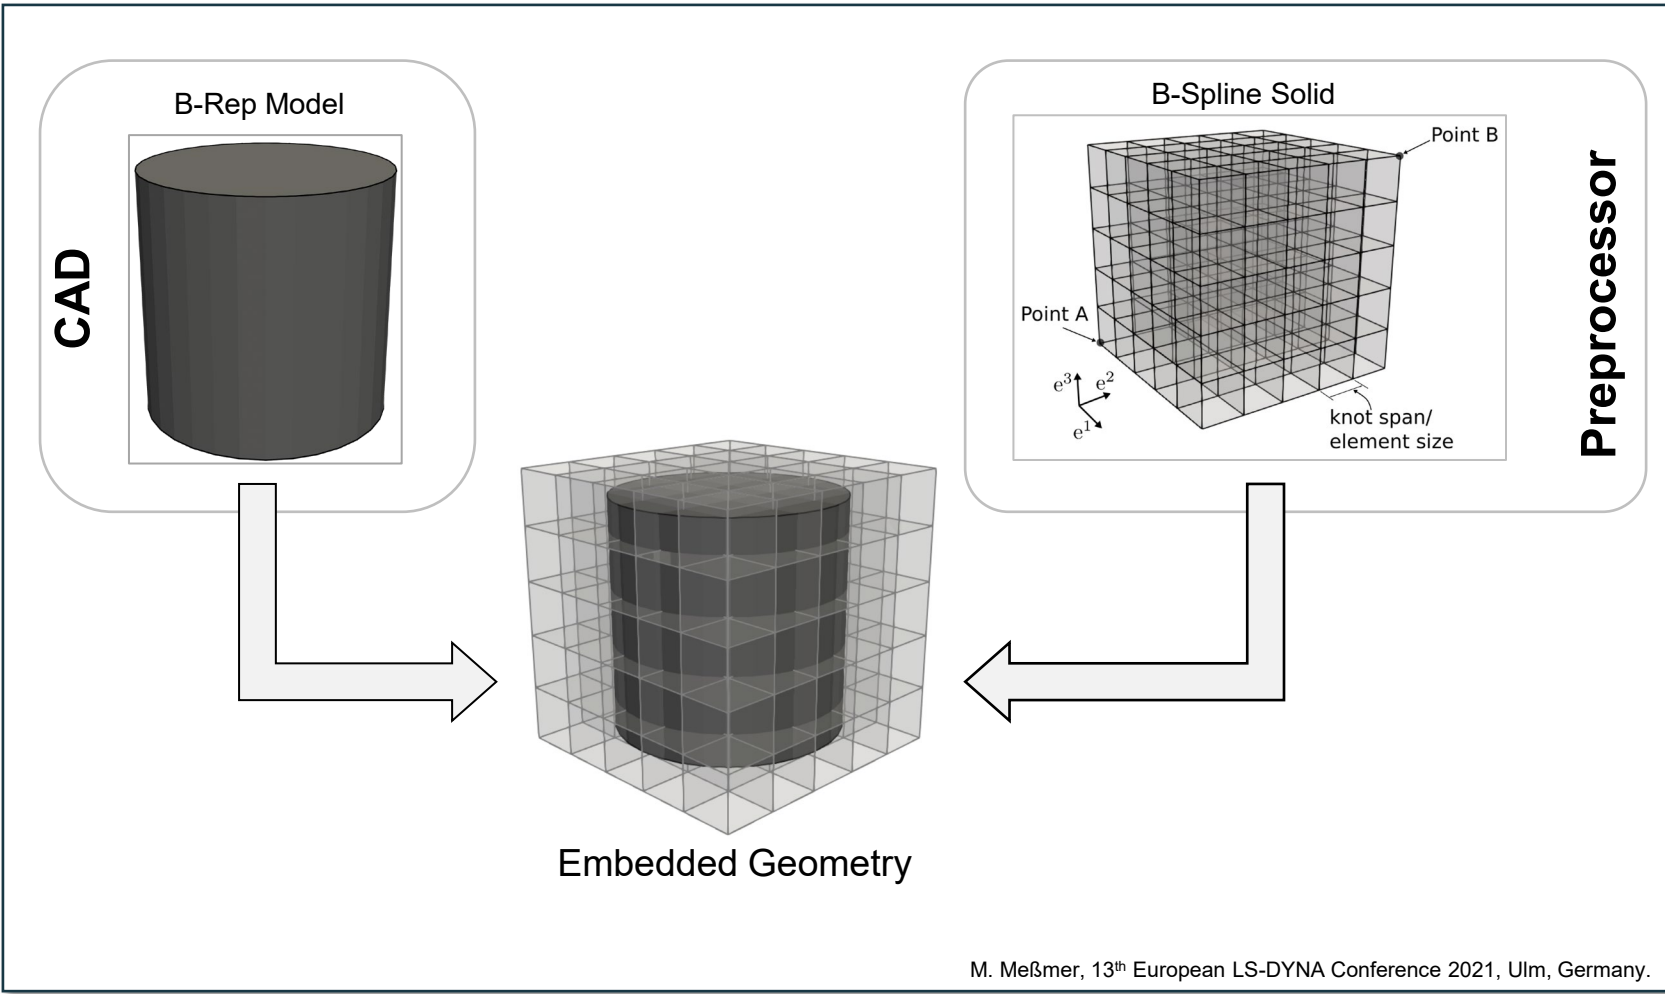 B-Rep Model
CAD
B-Spline Solid
Point B
Point A
e³
e²
e¹
knot span/
element size
Preprocessor
Embedded Geometry
M. Meßmer, 13th European LS-DYNA Conference 2021, Ulm, Germany.